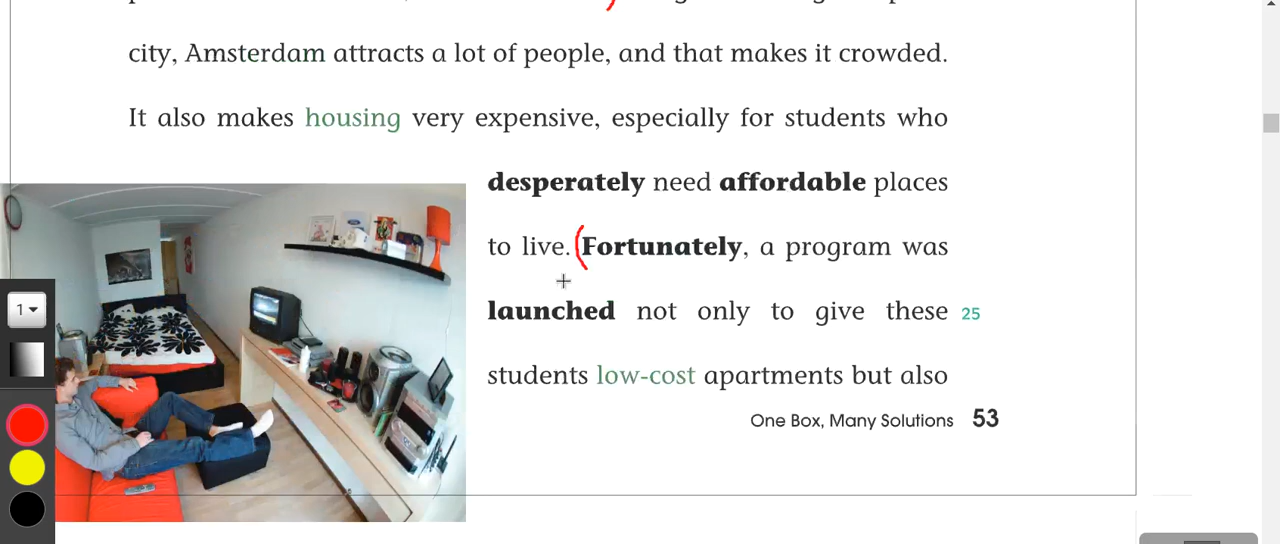 city, Amsterdam attracts a lot of people, and that makes it crowded.
It also makes housing very expensive, especially for students who
desperately need affordable places
to live. Fortunately, a program was
launched not only to give these 25
students low-cost apartments but also
One Box, Many Solutions 53
1